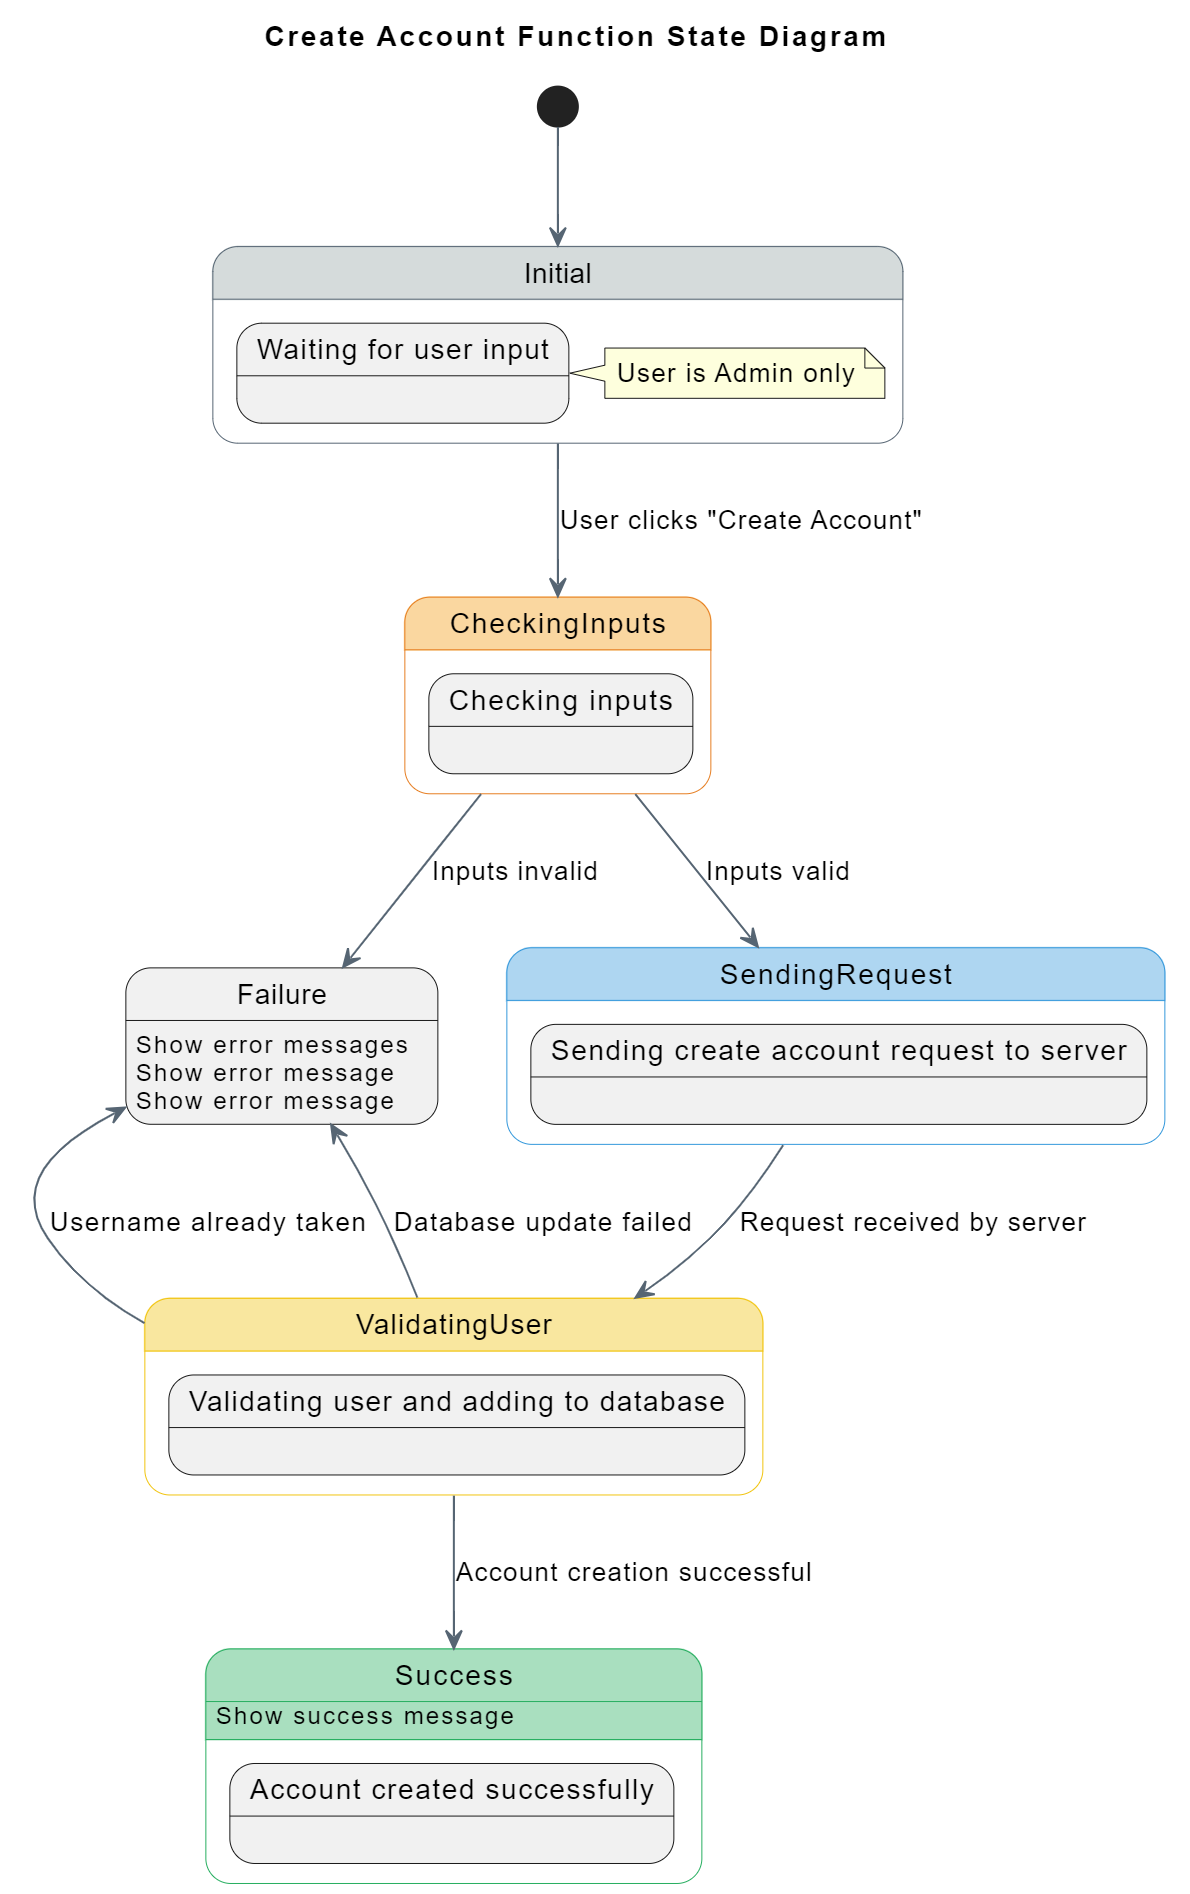 Create Account Function State Diagram
Initial
Waiting for user input
User is Admin only
User clicks "Create Account"
CheckingInputs
Checking inputs
Inputs invalid
Inputs valid
Failure
Show error messages
Show error message
Show error message
SendingRequest
Sending create account request to server
Username already taken
Database update failed
Request received by server
ValidatingUser
Validating user and adding to database
Account creation successful
Success
Show success message
Account created successfully